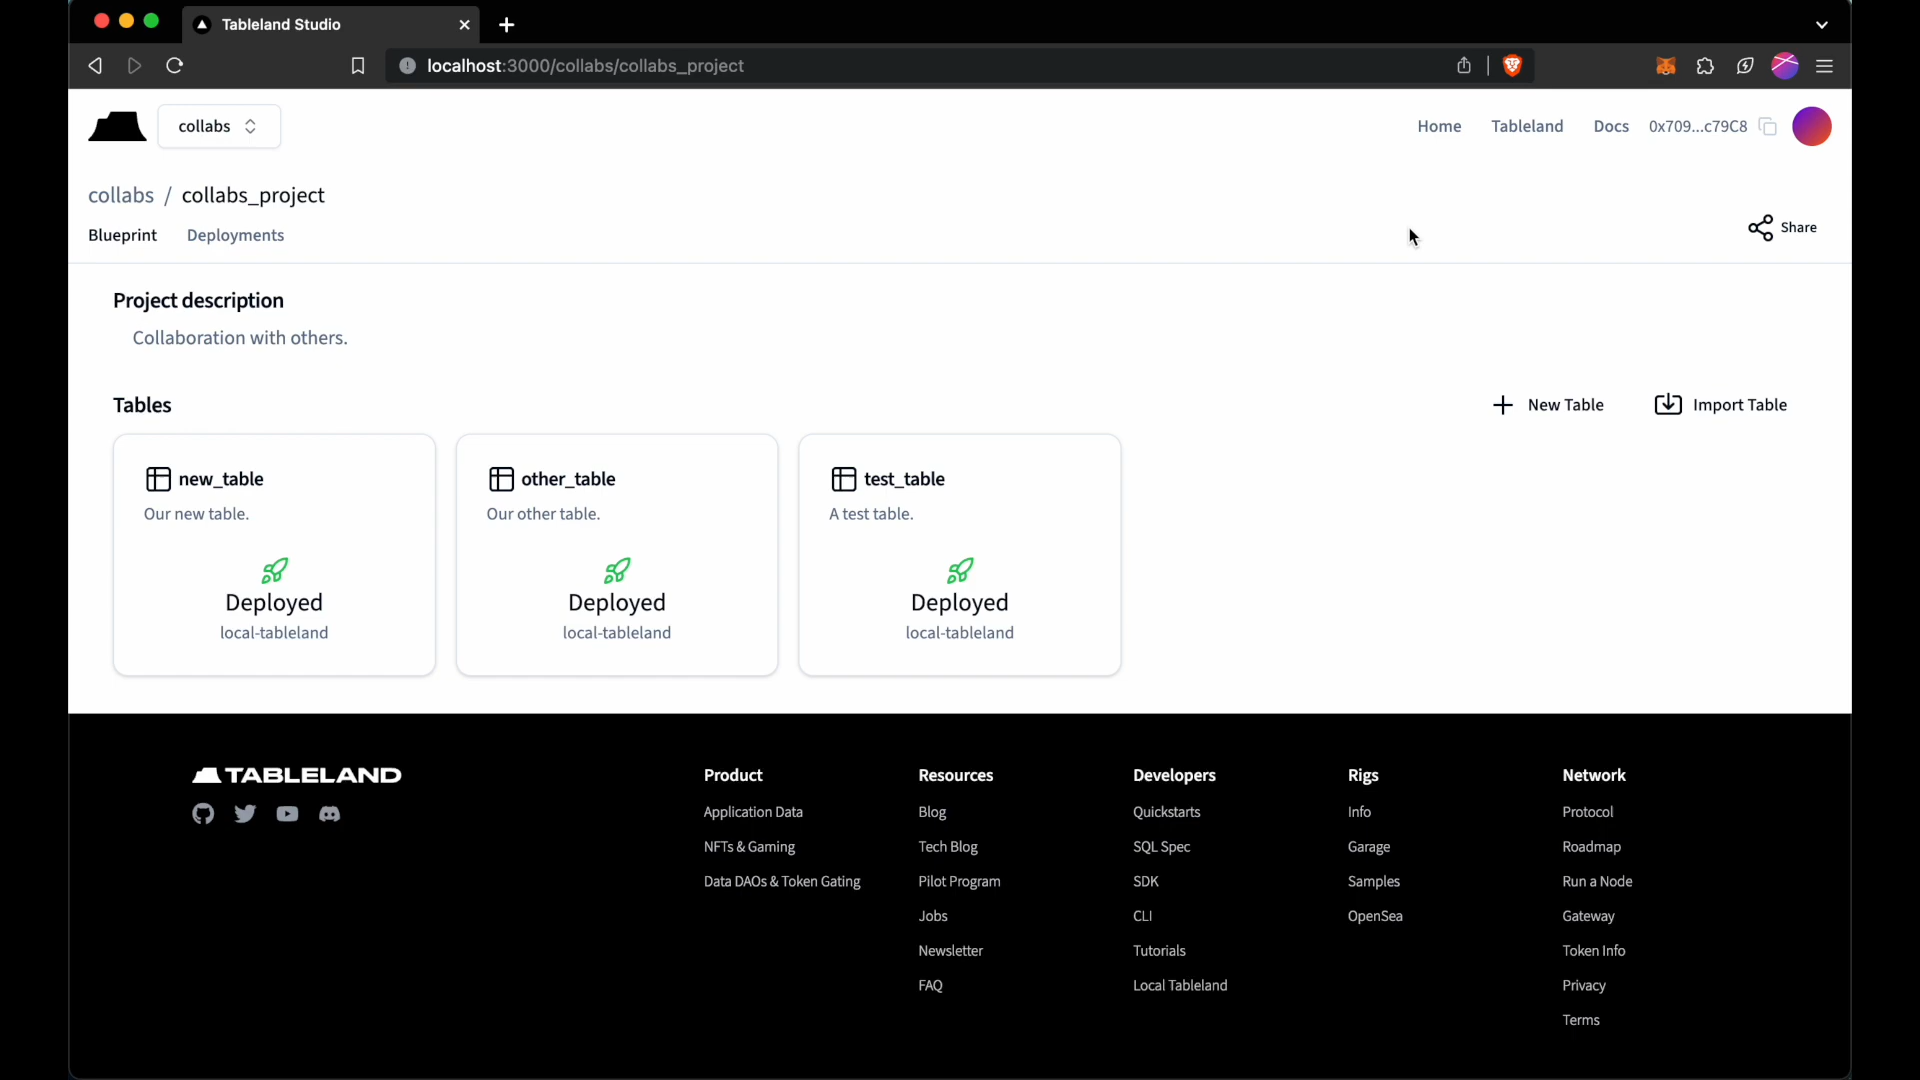 Tableland Studio
localhost:3000/collabs/collabs_project
collabs
Home Tableland Docs 0x709...c79C8
collabs / collabs_project
Blueprint Deployments
Share
Project description
Collaboration with others.
Tables
New Table Import Table
new_table
Our new table.
Deployed
local-tableland
other_table
Our other table.
Deployed
local-tableland
test_table
A test table.
Deployed
local-tableland
TABLELAND
Product
Application Data
NFTs & Gaming
Data DAOs & Token Gating
Resources
Blog
Tech Blog
Pilot Program
Jobs
Newsletter
FAQ
Developers
Quickstarts
SQL Spec
SDK
CLI
Tutorials
Local Tableland
Rigs
Info
Garage
Samples
OpenSea
Network
Protocol
Roadmap
Run a Node
Gateway
Token Info
Privacy
Terms